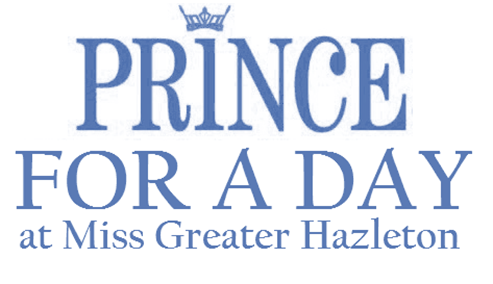 PRINCE
FOR A DAY
at Miss Greater Hazleton